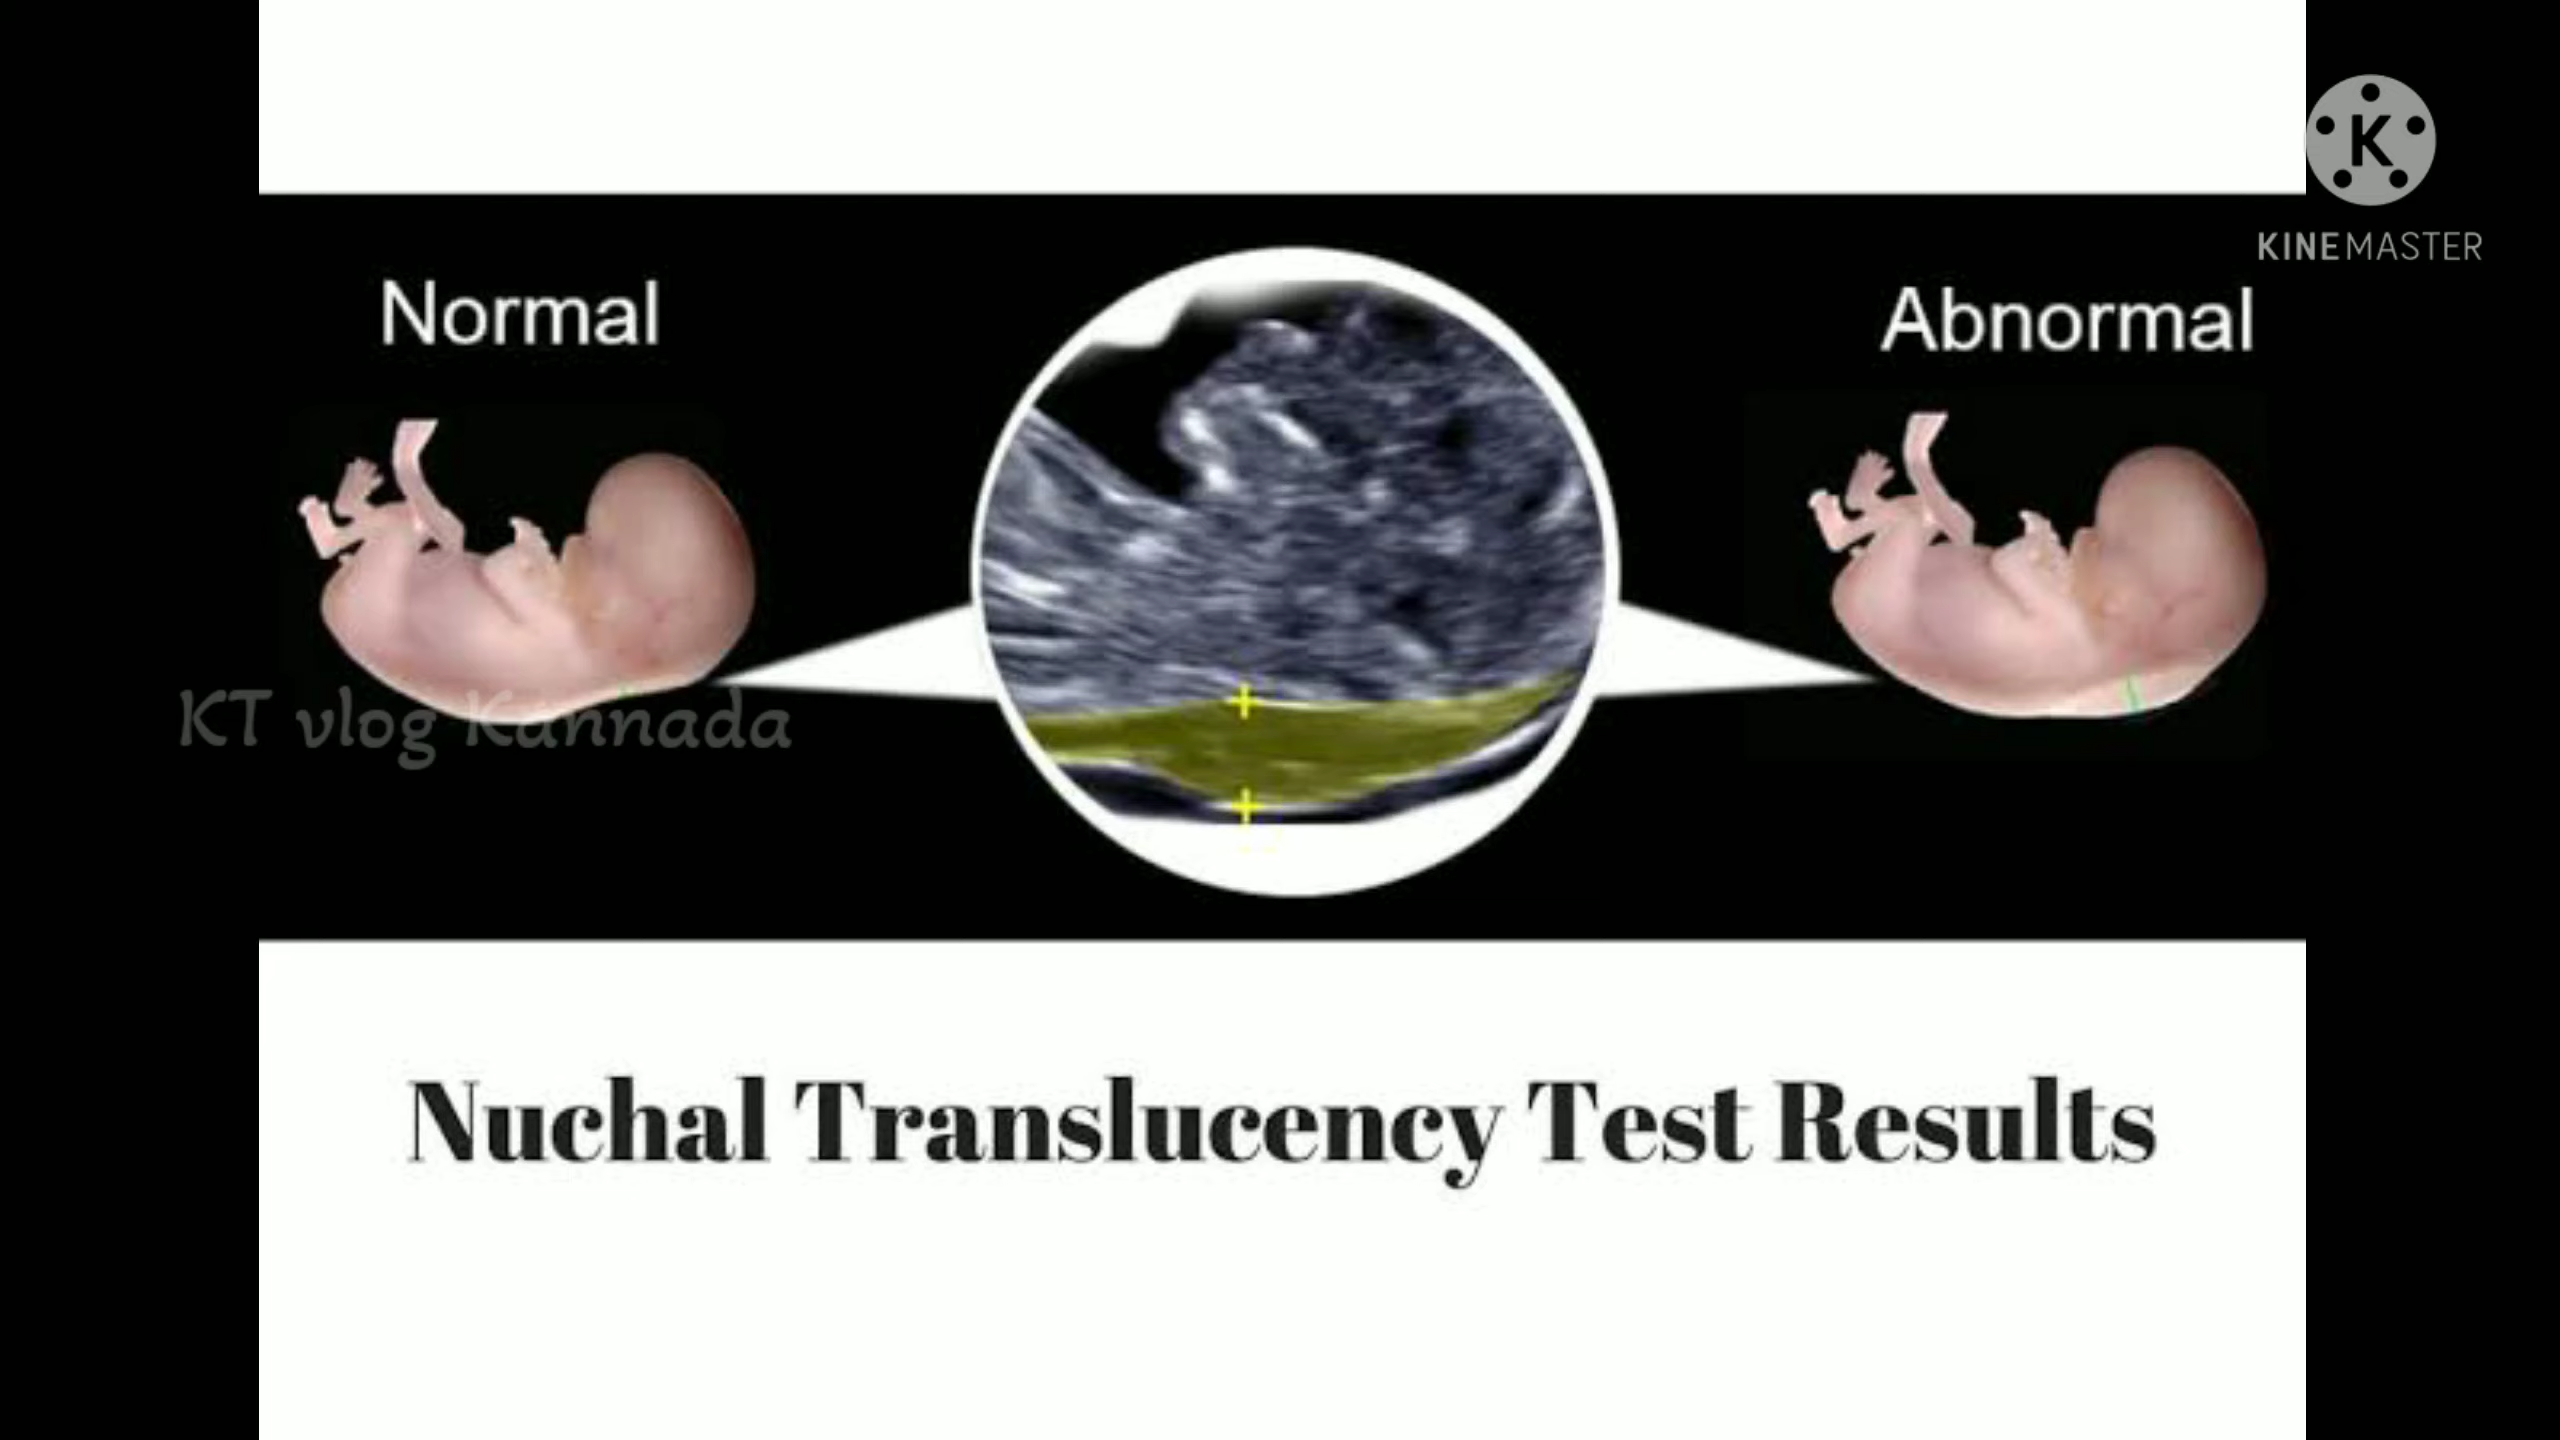 K
KINEMASTER
Normal
Abnormal
KT vlog Kannada
Nuchal Translucency Test Results